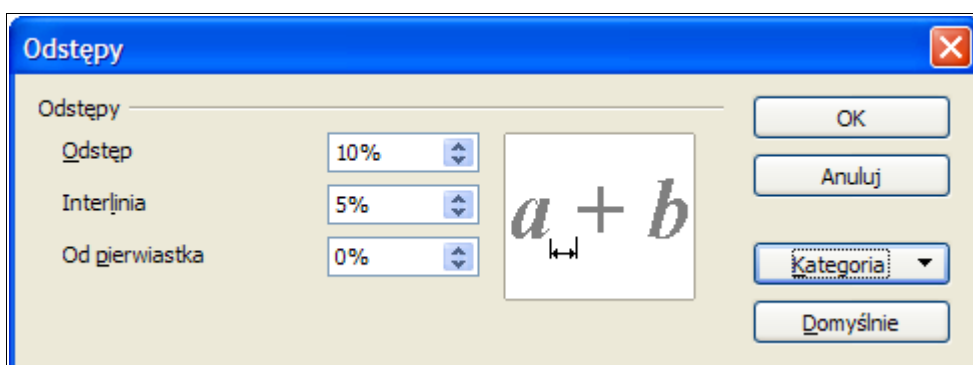 Odstępy
Odstępy
Odstęp 10%
Interlinia 5%
Od pierwiastka 0%
a + b
OK
Anuluj
Kategoria
Domyślnie